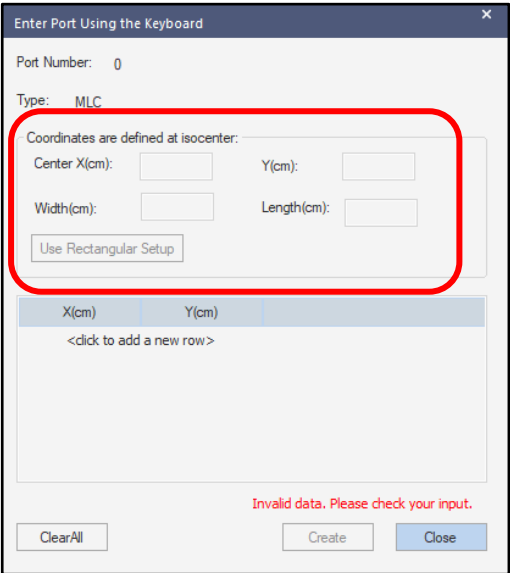 Enter Port Using the Keyboard
Port Number: 0
Type: MLC
Coordinates are defined at isocenter:
Center X(cm): Y(cm):
Width(cm): Length(cm):
Use Rectangular Setup
X(cm) Y(cm)
<click to add a new row>
Invalid data. Please check your input.
ClearAll Create Close